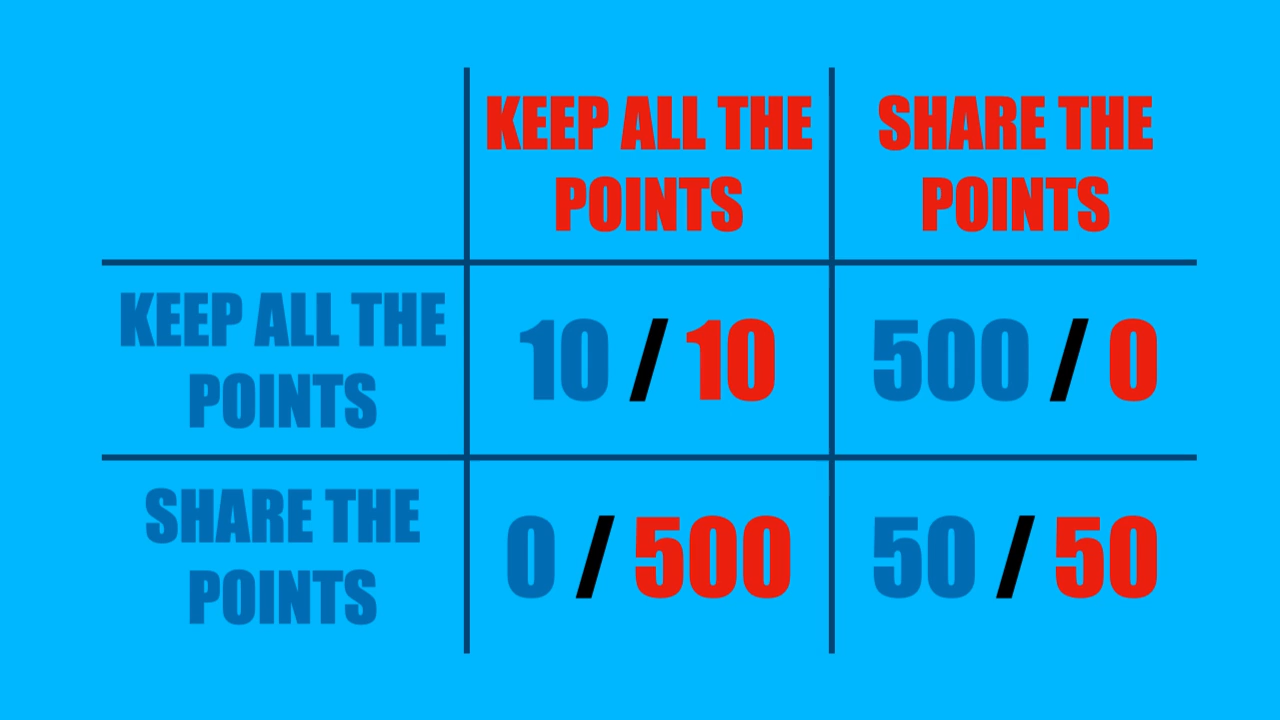 KEEP ALL THE
POINTS
SHARE THE
POINTS
KEEP ALL THE
POINTS
10 / 10
500 / 0
SHARE THE
POINTS
0 / 500
50 / 50